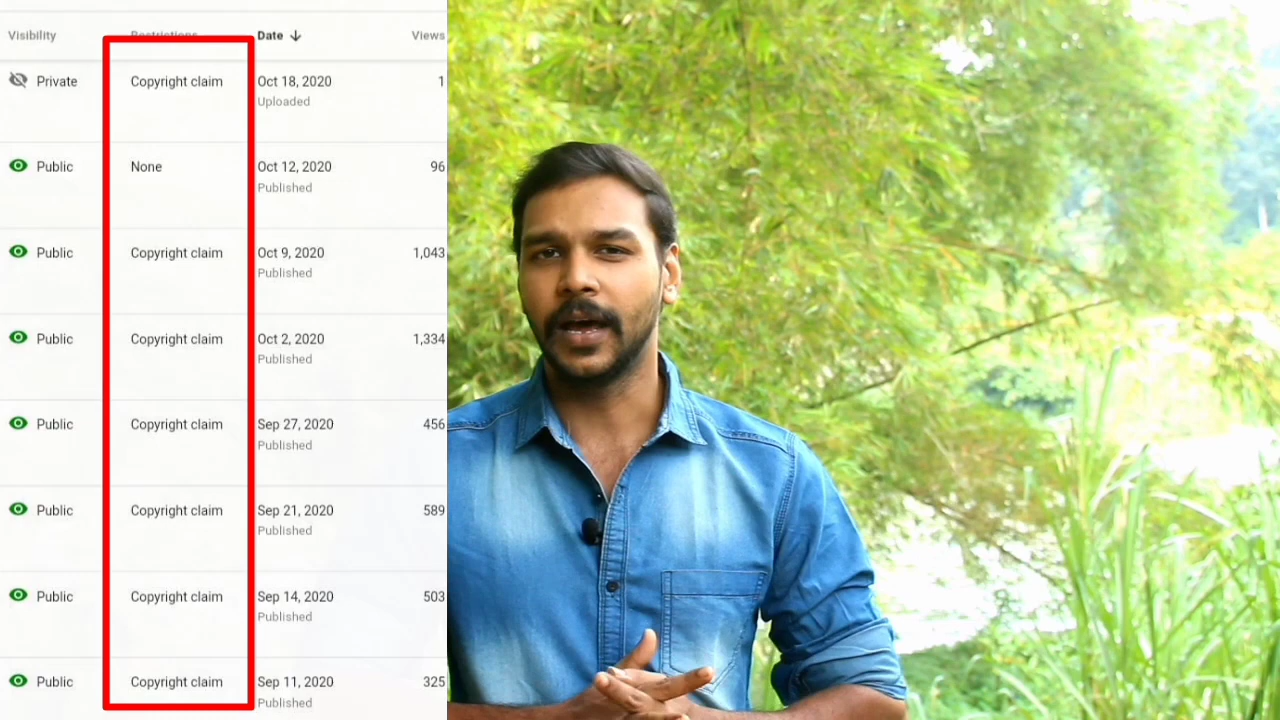 Visibility Restrictions Date Views
Private Copyright claim Oct 18, 2020 1
Uploaded
Public None Oct 12, 2020 96
Published
Public Copyright claim Oct 9, 2020 1,043
Published
Public Copyright claim Oct 2, 2020 1,334
Published
Public Copyright claim Sep 27, 2020 456
Published
Public Copyright claim Sep 21, 2020 589
Published
Public Copyright claim Sep 14, 2020 503
Published
Public Copyright claim Sep 11, 2020 325
Published